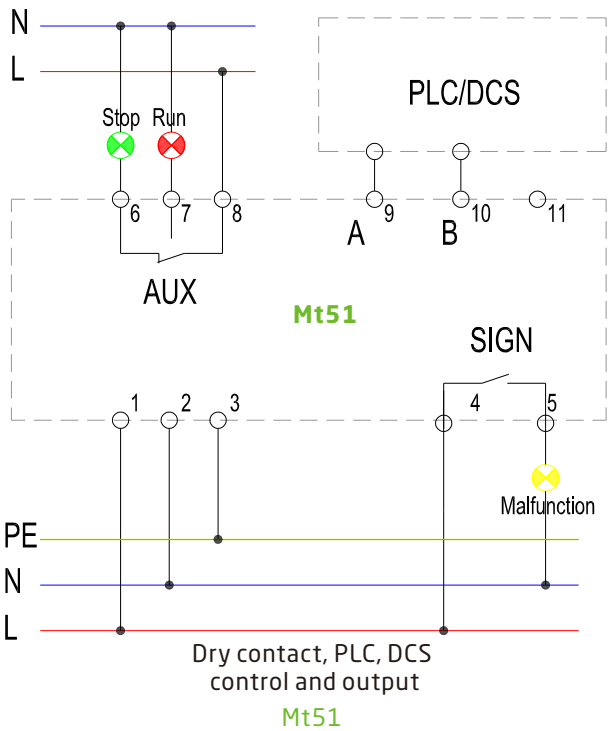 N
L
PLC/DCS
Stop Run
6 7 8 9 10 11
A B
AUX
Mt51
SIGN
1 2 3 4 5
Malfunction
PE
N
L
Dry contact, PLC, DCS
control and output
Mt51